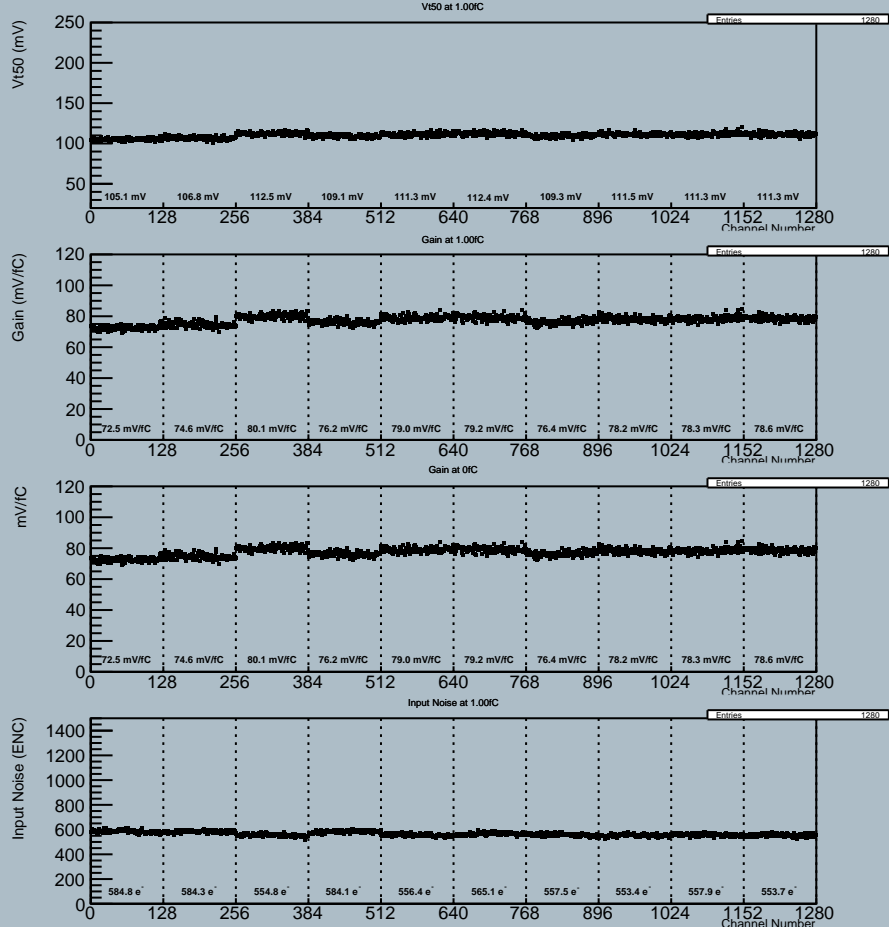 Vt50 at 1.00fC
Entries 1280
Vt50 (mV)
250
200
150
100
50
105.1 mV 106.8 mV 112.5 mV 109.1 mV 111.3 mV 112.4 mV 109.3 mV 111.5 mV 111.3 mV 111.3 mV
0 128 256 384 512 640 768 896 1024 1152 1280
Channel Number
Gain at 1.00fC
Entries 1280
Gain (mV/fC)
120
100
80
60
40
20
0
72.5 mV/fC 74.6 mV/fC 80.1 mV/fC 76.2 mV/fC 79.0 mV/fC 79.2 mV/fC 76.4 mV/fC 78.2 mV/fC 78.3 mV/fC 78.6 mV/fC
0 128 256 384 512 640 768 896 1024 1152 1280
Channel Number
Gain at 0fC
Entries 1280
mV/fC
120
100
80
60
40
20
0
72.5 mV/fC 74.6 mV/fC 80.1 mV/fC 76.2 mV/fC 79.0 mV/fC 79.2 mV/fC 76.4 mV/fC 78.2 mV/fC 78.3 mV/fC 78.6 mV/fC
0 128 256 384 512 640 768 896 1024 1152 1280
Channel Number
Input Noise at 1.00fC
Entries 1280
Input Noise (ENC)
1400
1200
1000
800
600
400
200
0
584.8 e⁻ 584.3 e⁻ 554.8 e⁻ 584.1 e⁻ 556.4 e⁻ 565.1 e⁻ 557.5 e⁻ 553.4 e⁻ 557.9 e⁻ 553.7 e⁻
0 128 256 384 512 640 768 896 1024 1152 1280
Channel Number